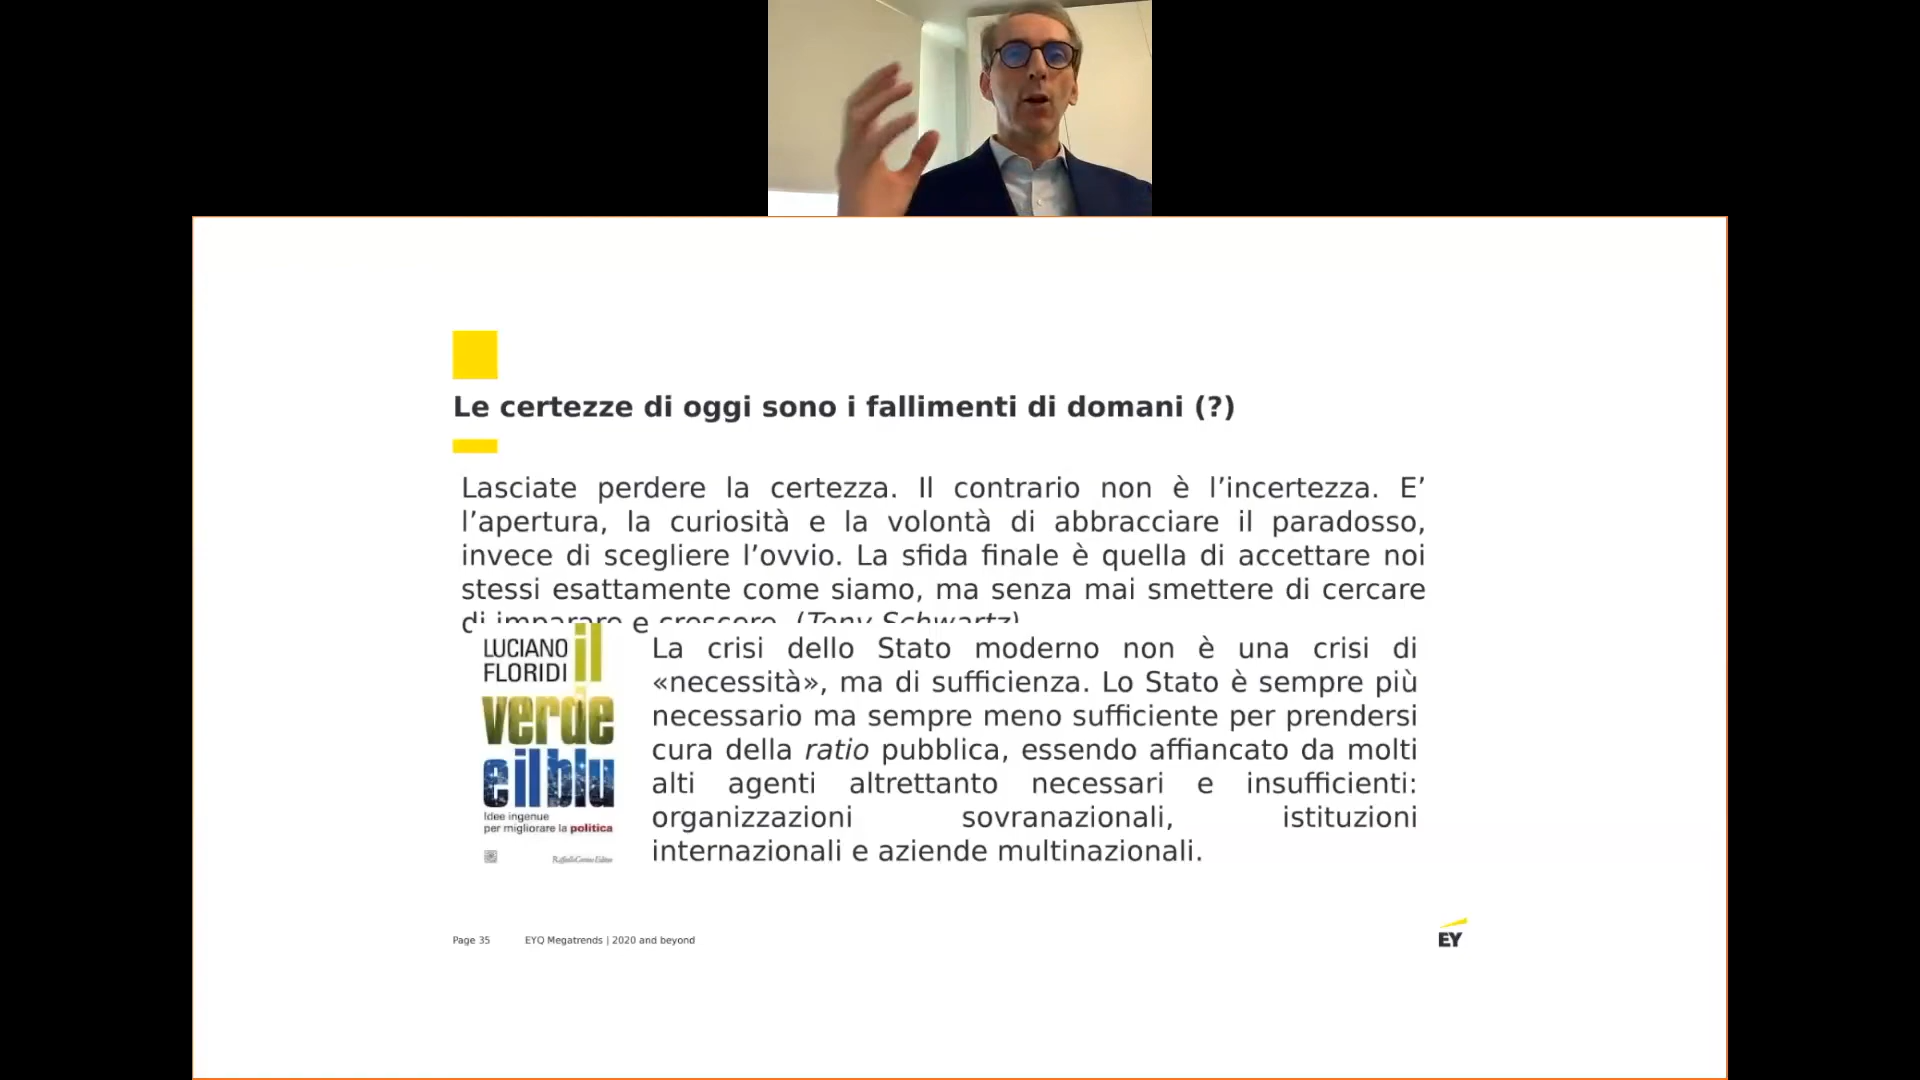 Le certezze di oggi sono i fallimenti di domani (?)
Lasciate perdere la certezza. Il contrario non è l’incertezza. E’
l’apertura, la curiosità e la volontà di abbracciare il paradosso,
invece di scegliere l’ovvio. La sfida finale è quella di accettare noi
stessi esattamente come siamo, ma senza mai smettere di cercare
di imparare e crescere. (Tony Schwartz)
LUCIANO FLORIDI il
verde
e il blu
Idee ingenue
per migliorare la politica
Raffaello Cortina Editore
La crisi dello Stato moderno non è una crisi di
«necessità», ma di sufficienza. Lo Stato è sempre più
necessario ma sempre meno sufficiente per prendersi
cura della ratio pubblica, essendo affiancato da molti
alti agenti altrettanto necessari e insufficienti:
organizzazioni sovranazionali, istituzioni
internazionali e aziende multinazionali.
Page 35 EYQ Megatrends | 2020 and beyond
EY